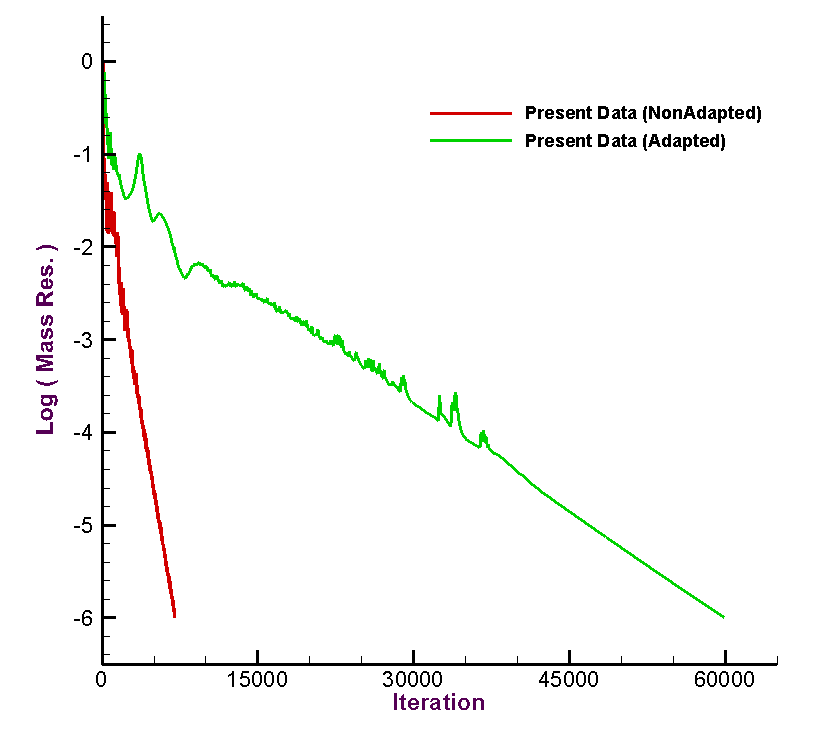 0
-1
-2
-3
-4
-5
-6
Log ( Mass Res. )
Present Data (NonAdapted)
Present Data (Adapted)
0 15000 30000 45000 60000
Iteration